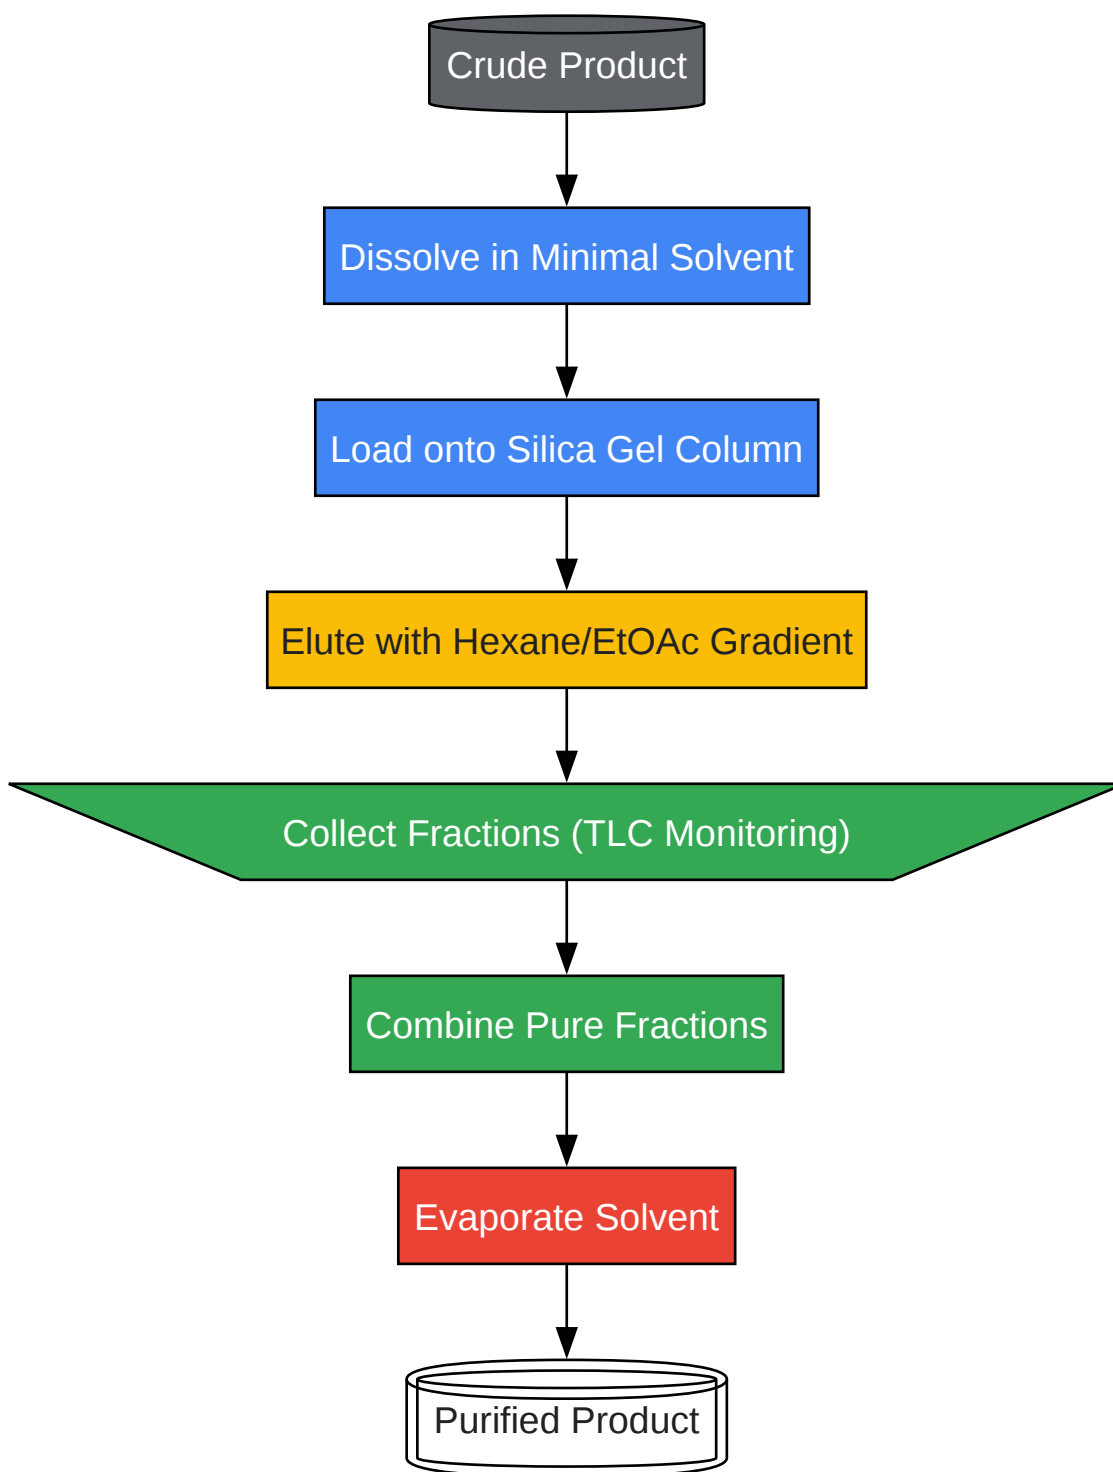 Crude Product
Dissolve in Minimal Solvent
Load onto Silica Gel Column
Elute with Hexane/EtOAc Gradient
Collect Fractions (TLC Monitoring)
Combine Pure Fractions
Evaporate Solvent
Purified Product